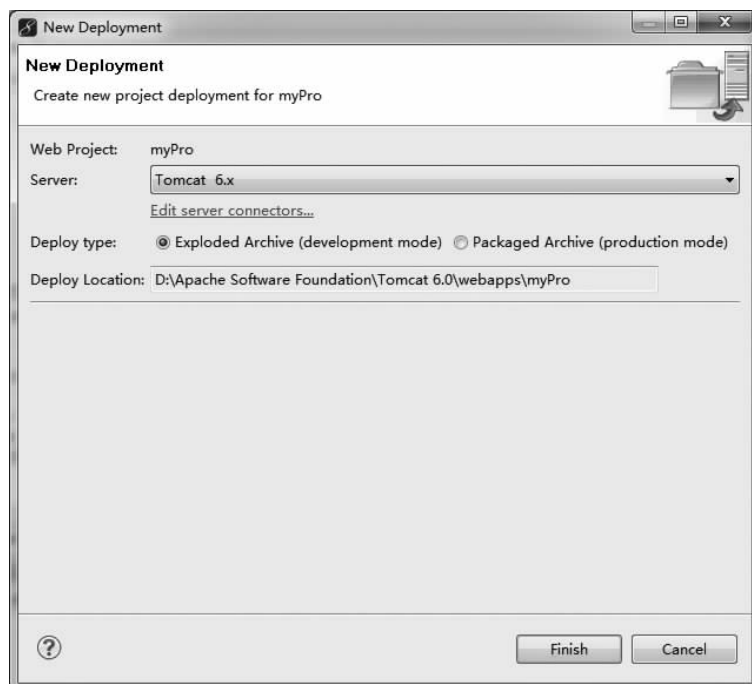 New Deployment
New Deployment
Create new project deployment for myPro
Web Project: myPro
Server: Tomcat 6.x
Edit server connectors...
Deploy type: Exploded Archive (development mode) Packaged Archive (production mode)
Deploy Location: D:\Apache Software Foundation\Tomcat 6.0\webapps\myPro
?
Finish Cancel